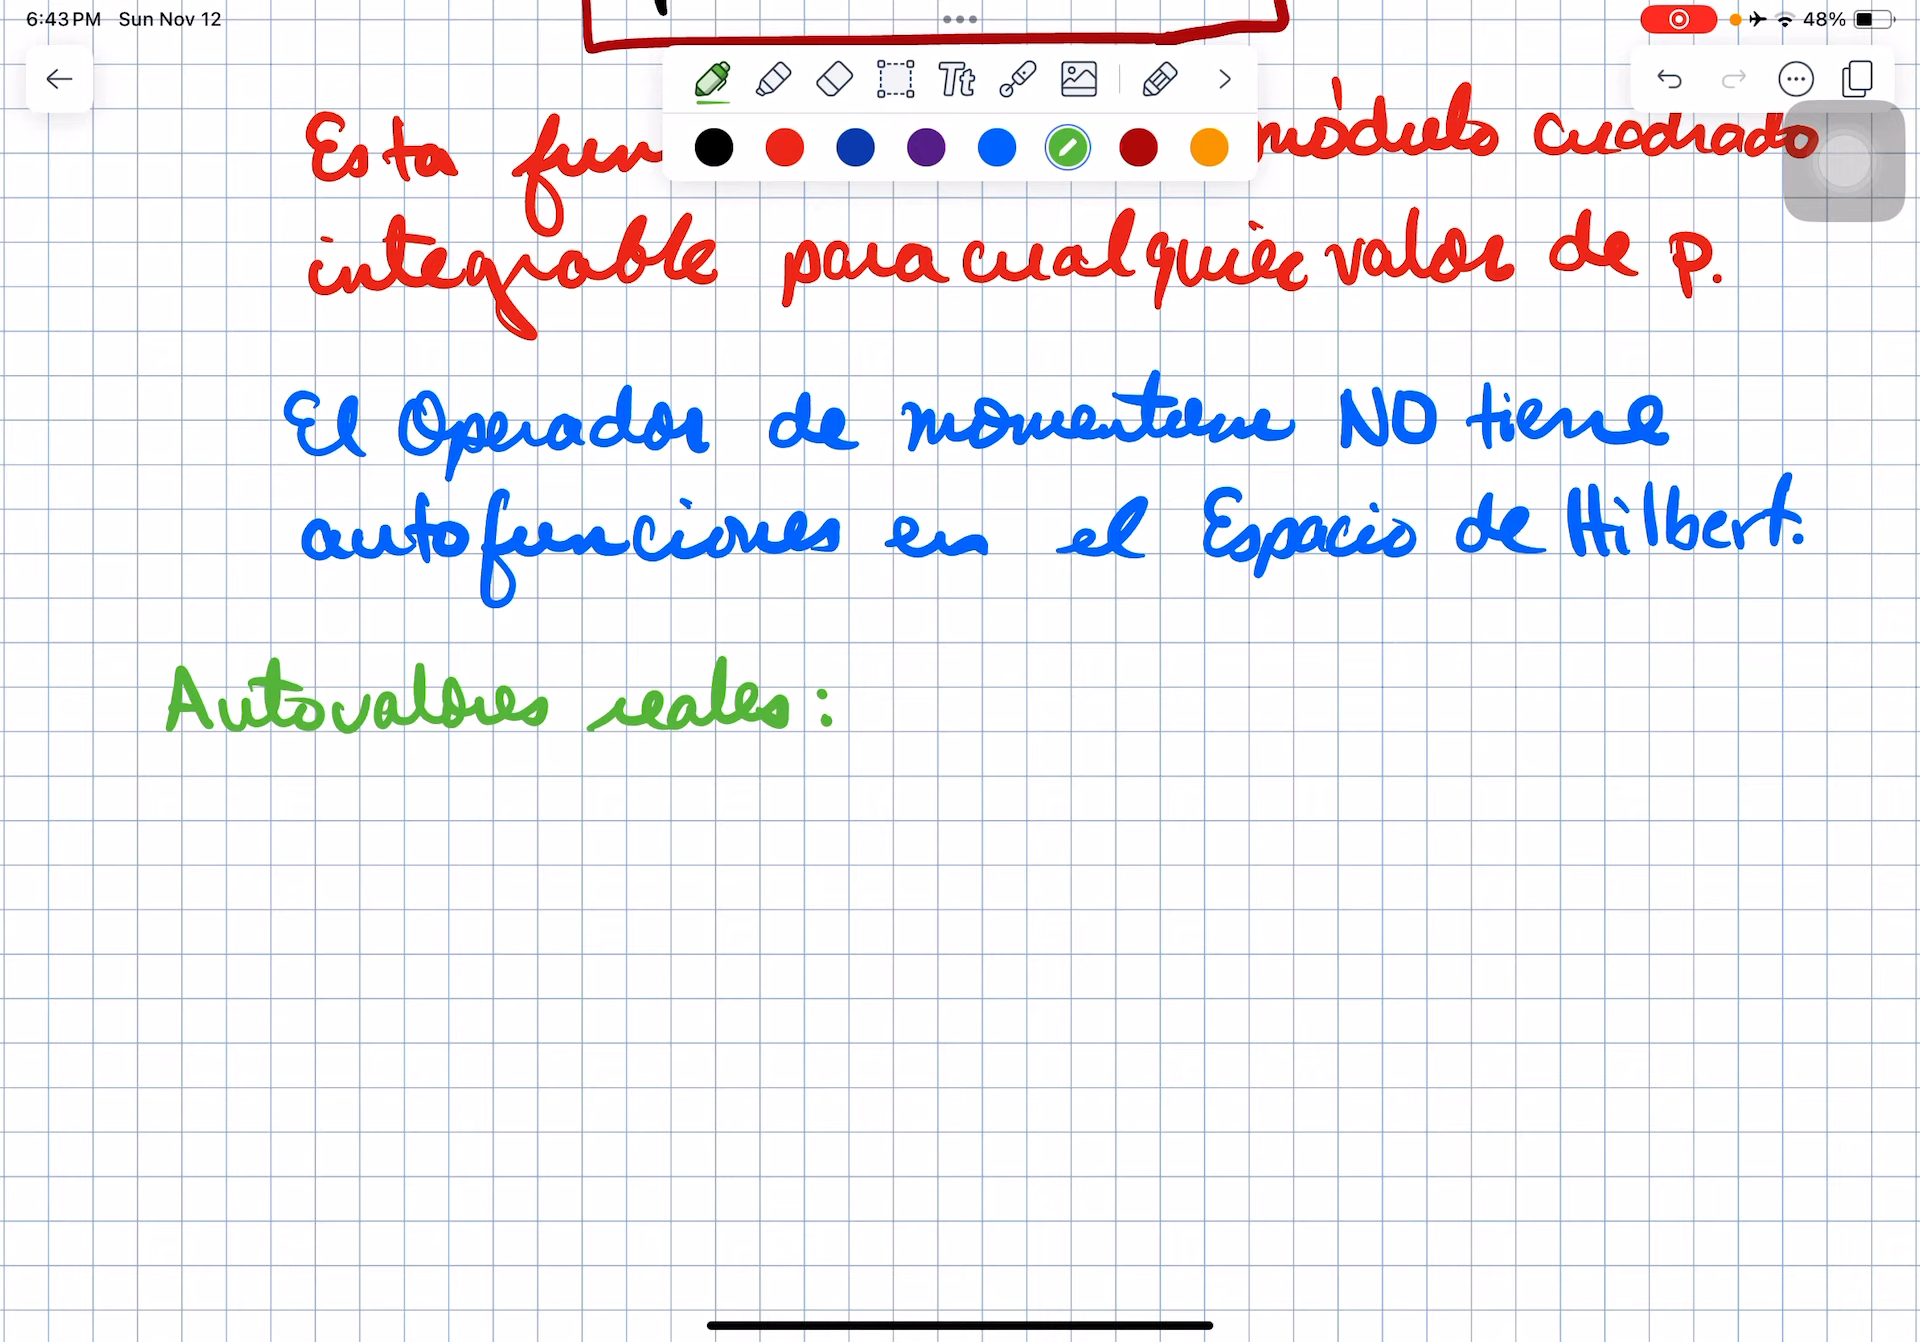 6:43 PM Sun Nov 12
48%
Tt
Esta fun módulo cuadrado
integrable para cualquier valor de p.
El Operador de momentum NO tiene
autofunciones en el Espacio de Hilbert.
Autovalores reales: